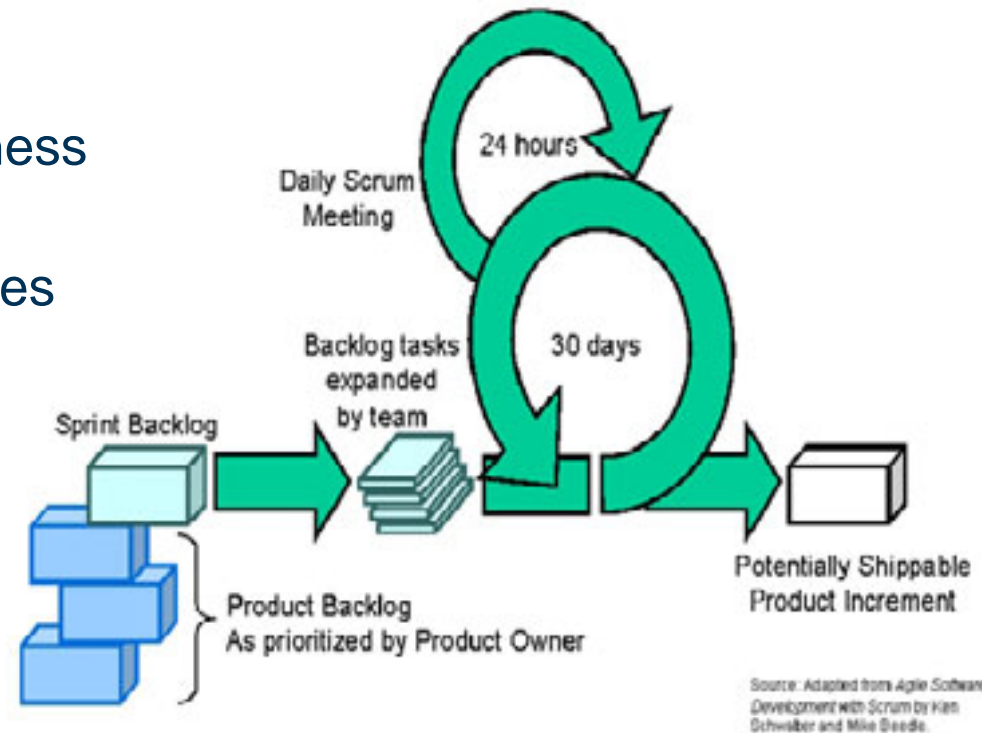 ness
es
24 hours
Daily Scrum
Meeting
Backlog tasks
expanded
by team
30 days
Sprint Backlog
Product Backlog
As prioritized by Product Owner
Potentially Shippable
Product Increment
Source: Adapted from Agile Software
Development with Scrum by Ken
Schwaber and Mike Beedle.